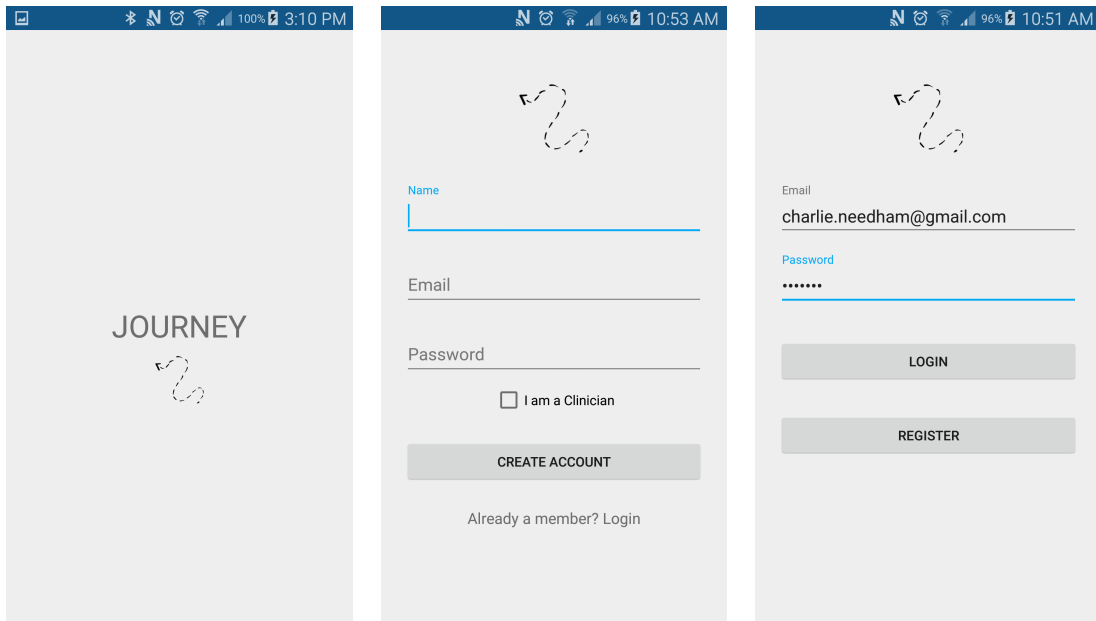 100% 3:10 PM
JOURNEY
96% 10:53 AM
Name
Email
Password
I am a Clinician
CREATE ACCOUNT
Already a member? Login
96% 10:51 AM
Email
charlie.needham@gmail.com
Password
•••••••
LOGIN
REGISTER